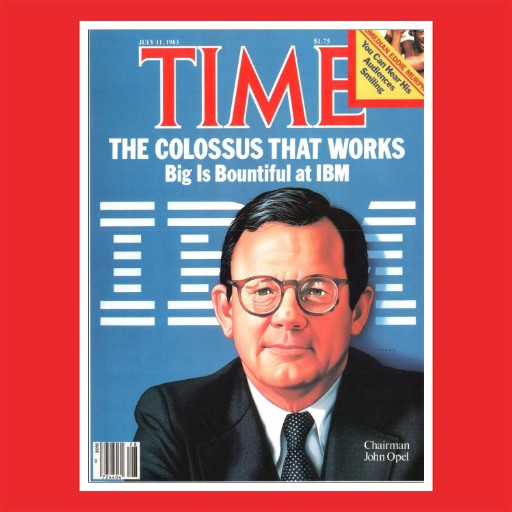 JULY 11, 1983
$1.75
TIME
COMEDIAN EDDIE MURPHY
You Can Hear His
Audiences
Smiling
THE COLOSSUS THAT WORKS
Big Is Bountiful at IBM
IBM
Chairman
John Opel